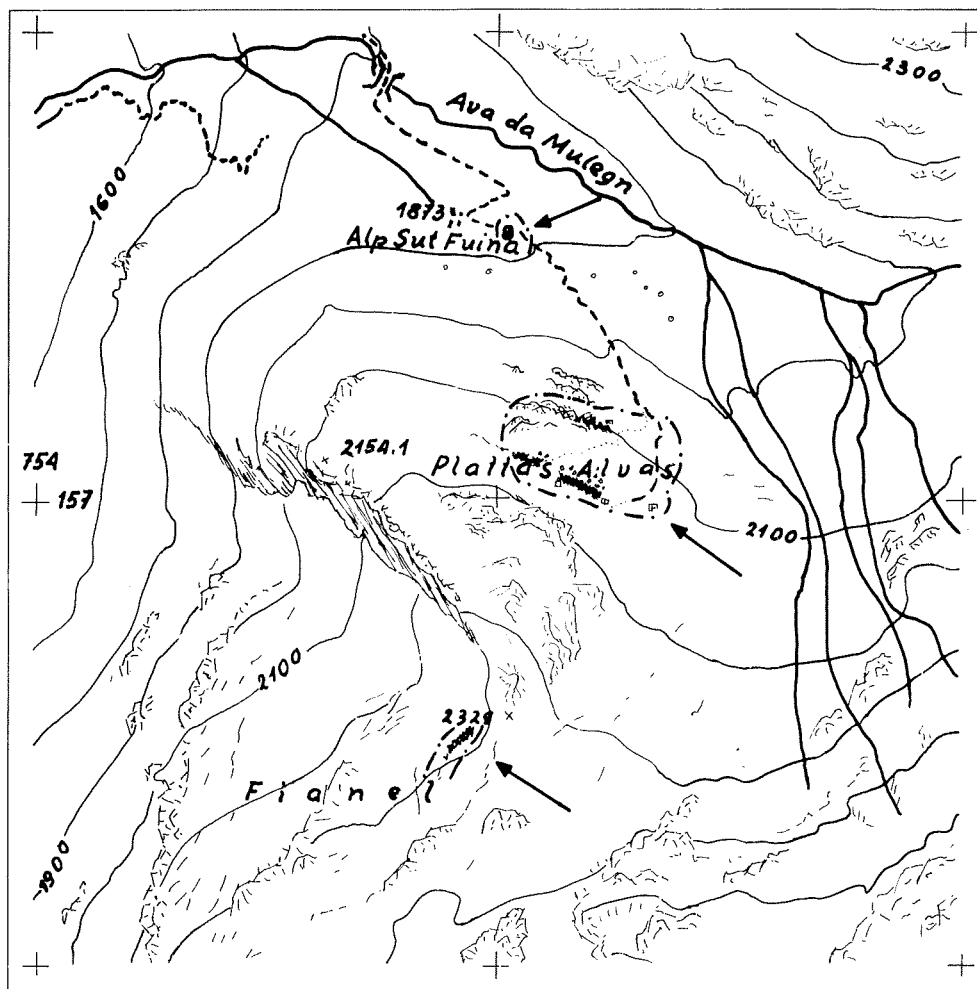 2300
Ava da Mulegn
1600
1873
Alp Sut Fuina
2154.1
754
Plattas Aluas
157
2100
2100
2329
Fianel
1900